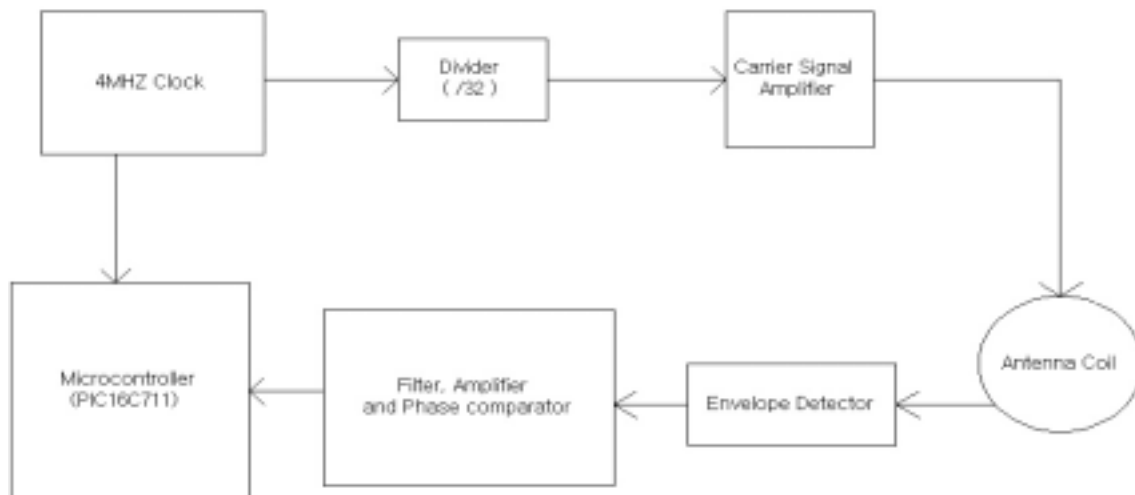 4MHZ Clock
Divider
( /32 )
Carrier Signal
Amplifier
Microcontroller
(PIC16C711)
Filter, Amplifier
and Phase comparator
Envelope Detector
Antenna Coil